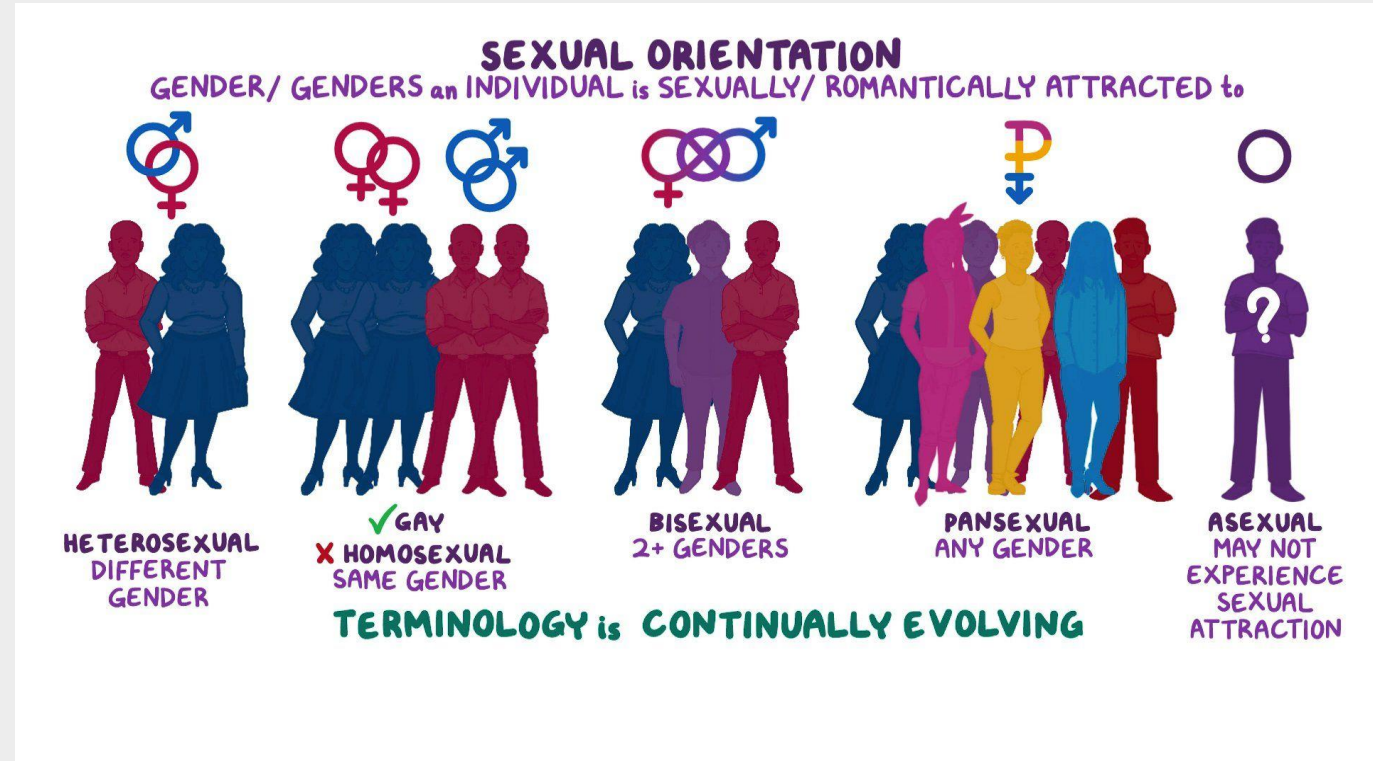 SEXUAL ORIENTATION
GENDER/ GENDERS an INDIVIDUAL is SEXUALLY/ ROMANTICALLY ATTRACTED to
?
HETEROSEXUAL
DIFFERENT
GENDER
✓GAY
X HOMOSEXUAL
SAME GENDER
BISEXUAL
2+ GENDERS
PANSEXUAL
ANY GENDER
ASEXUAL
MAY NOT
EXPERIENCE
SEXUAL
ATTRACTION
TERMINOLOGY is CONTINUALLY EVOLVING